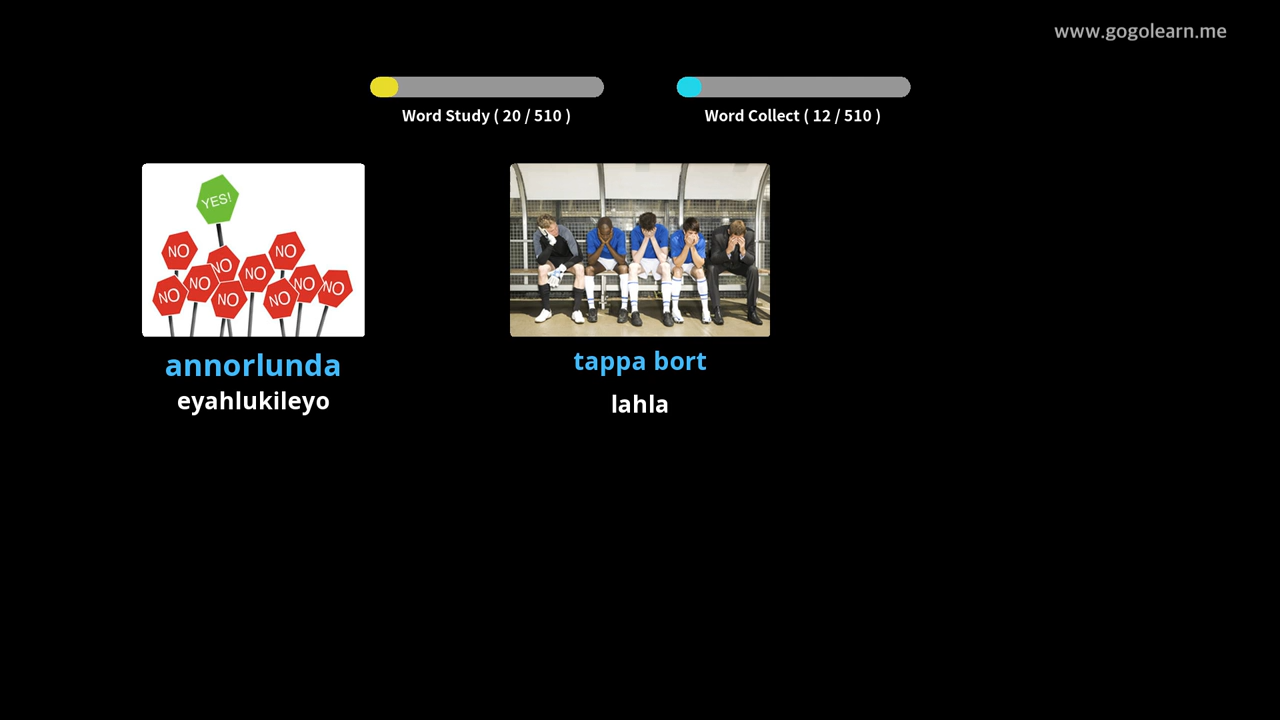 www.gogolearn.me
Word Study ( 20 / 510 )
Word Collect ( 12 / 510 )
YES!
NO
NO
NO
NO
NO
NO
NO
NO
NO
NO
annorlunda
eyahlukileyo
tappa bort
lahla